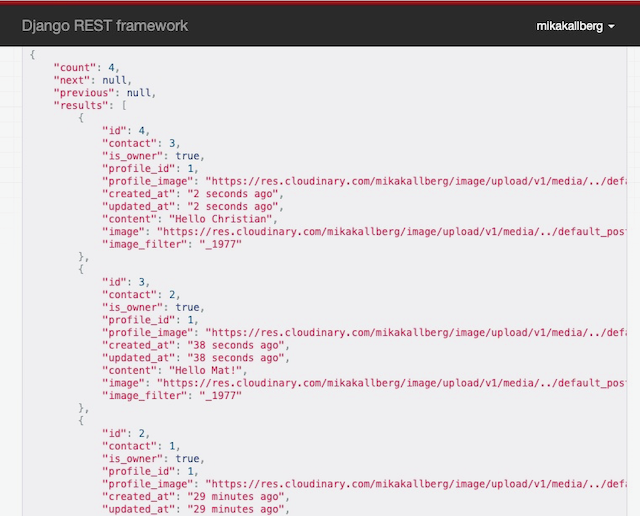 Django REST framework
mikakallberg
{
"count": 4,
"next": null,
"previous": null,
"results": [
{
"id": 4,
"contact": 3,
"is_owner": true,
"profile_id": 1,
"profile_image": "https://res.cloudinary.com/mikakallberg/image/upload/v1/media/../defa
"created_at": "2 seconds ago",
"updated_at": "2 seconds ago",
"content": "Hello Christian",
"image": "https://res.cloudinary.com/mikakallberg/image/upload/v1/media/../default_post
"image_filter": "_1977"
},
{
"id": 3,
"contact": 2,
"is_owner": true,
"profile_id": 1,
"profile_image": "https://res.cloudinary.com/mikakallberg/image/upload/v1/media/../defa
"created_at": "38 seconds ago",
"updated_at": "38 seconds ago",
"content": "Hello Mat!",
"image": "https://res.cloudinary.com/mikakallberg/image/upload/v1/media/../default_post
"image_filter": "_1977"
},
{
"id": 2,
"contact": 1,
"is_owner": true,
"profile_id": 1,
"profile_image": "https://res.cloudinary.com/mikakallberg/image/upload/v1/media/../defa
"created_at": "29 minutes ago",
"updated_at": "29 minutes ago",